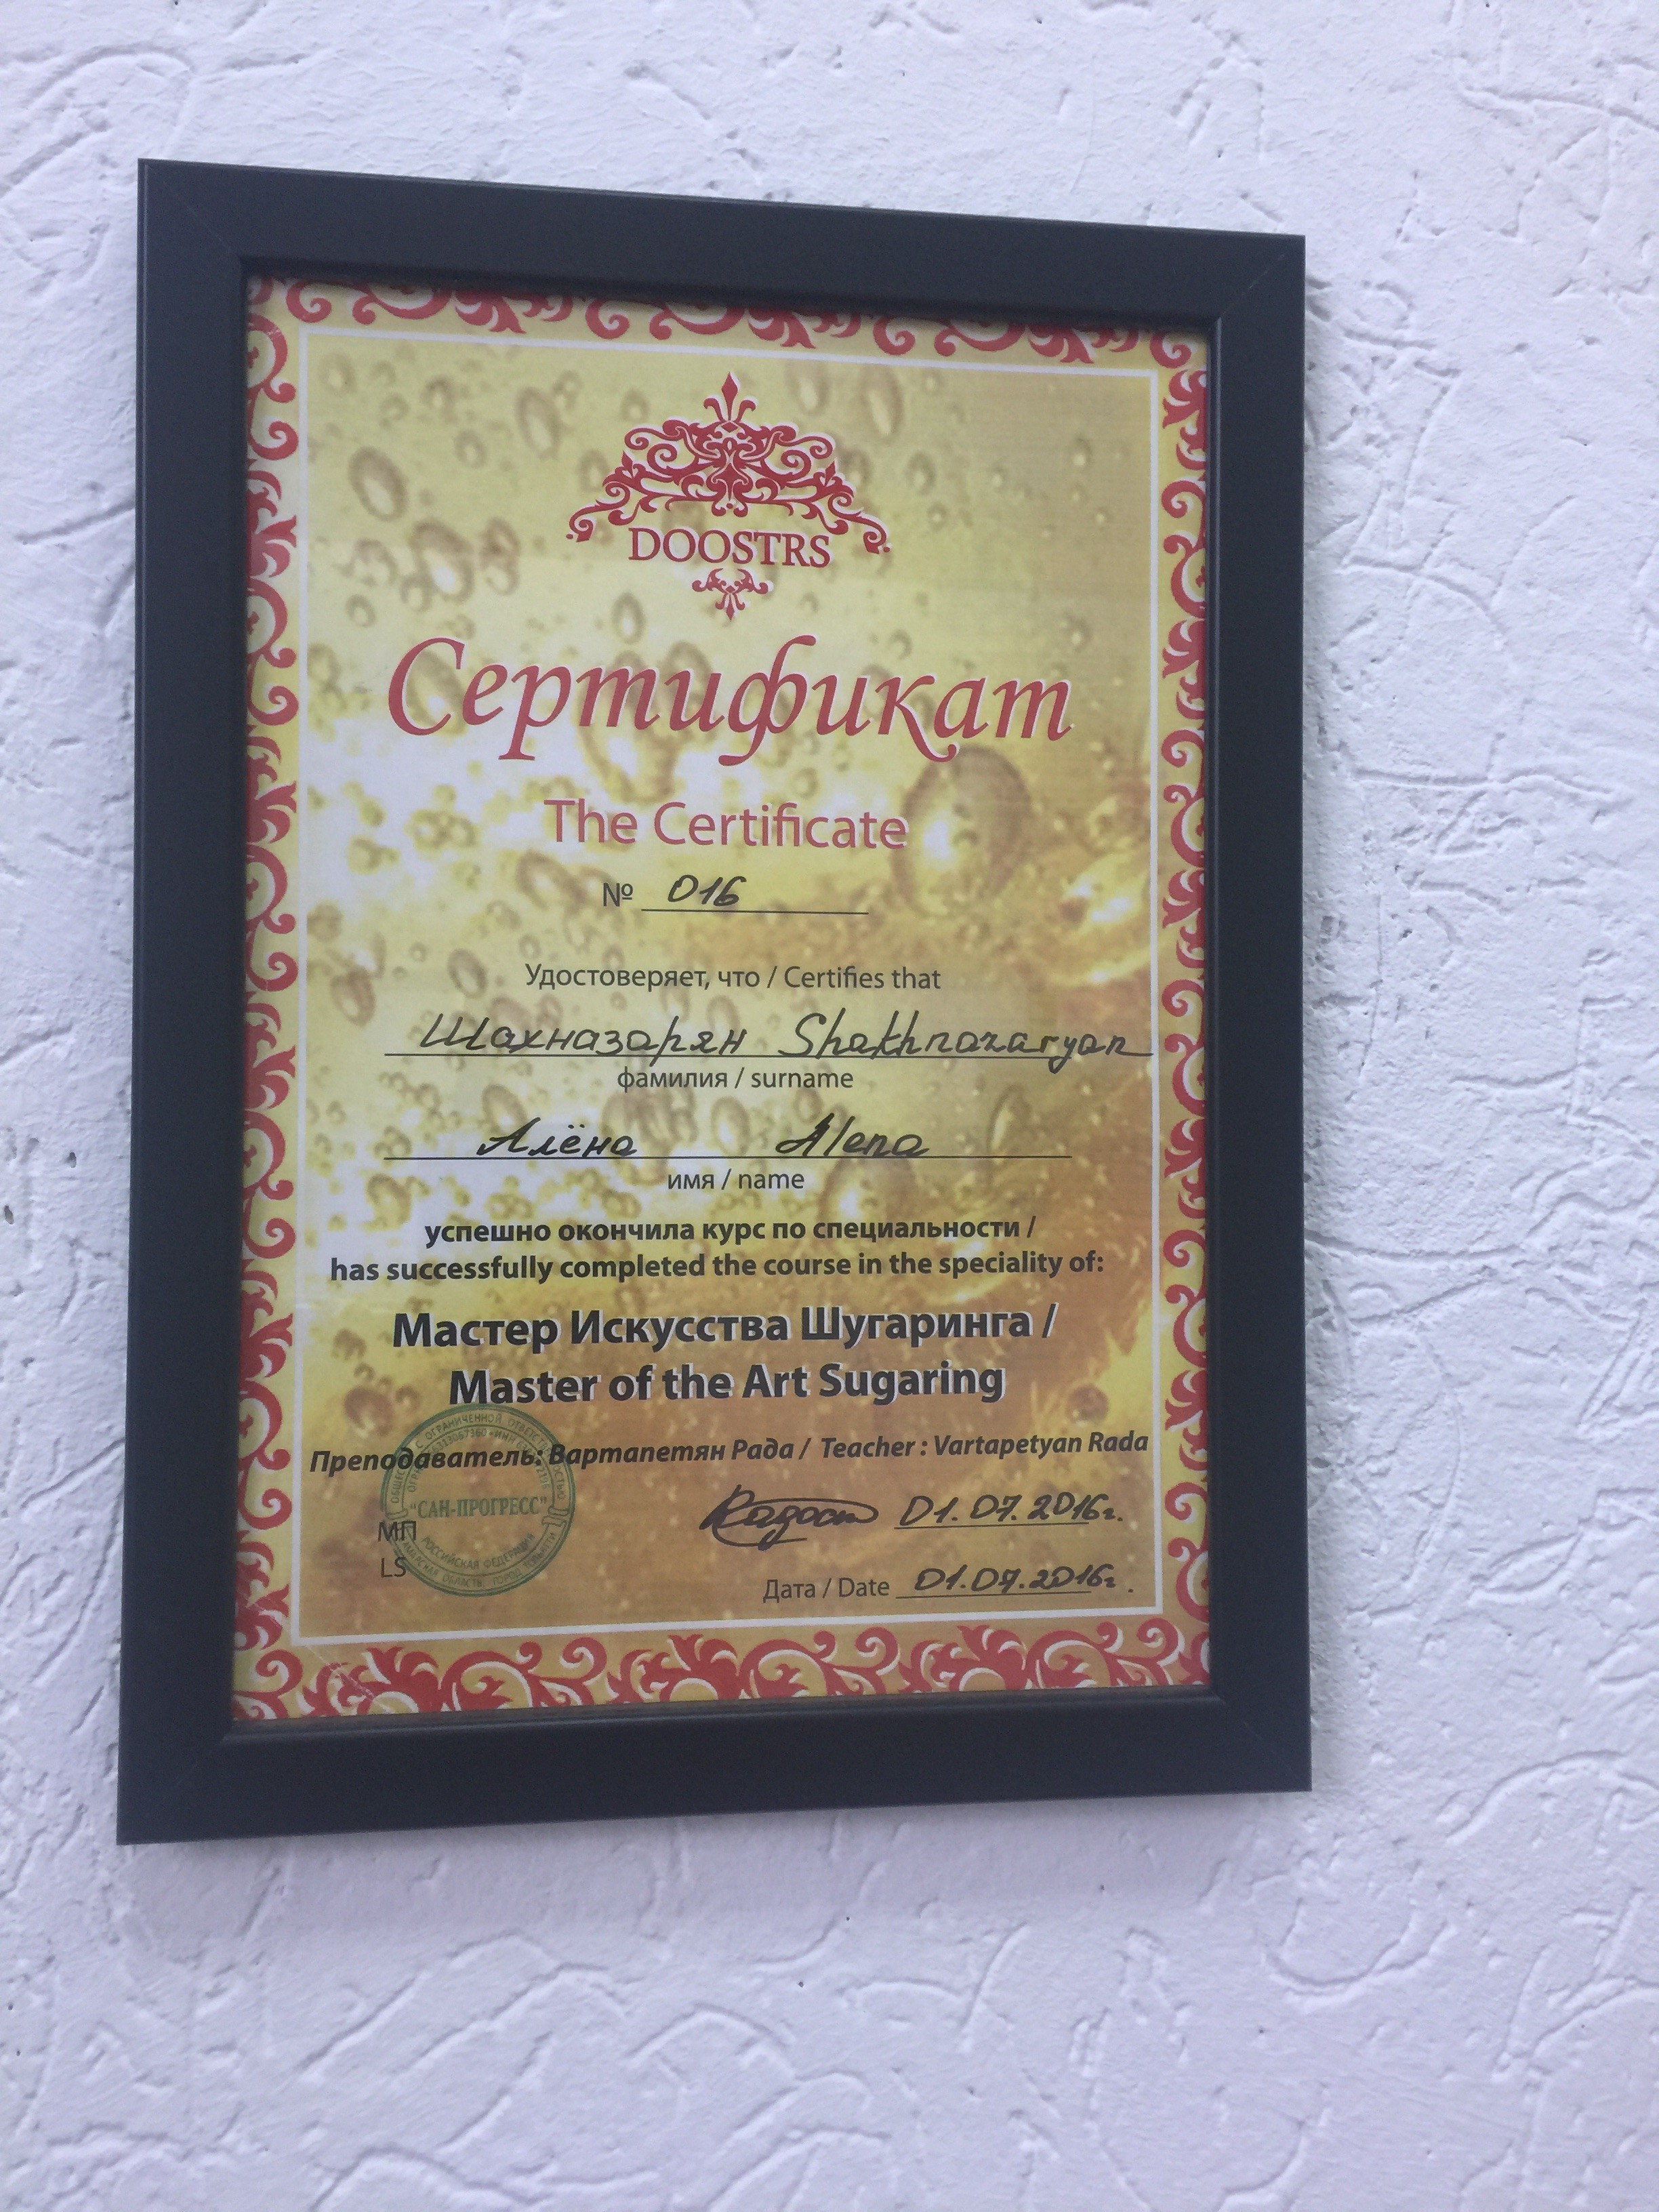 DOOSTRS
Сертификат
The Certificate
№ 016
Удостоверяет, что / Certifies that
Шахназарян Shakhnazaryan
фамилия / surname
Алёна Alena
имя / name
успешно окончила курс по специальности /
has successfully completed the course in the speciality of:
Мастер Искусства Шугаринга /
Master of the Art Sugaring
Преподаватель: Вартапетян Рада / Teacher : Vartapetyan Rada
"САН-ПРОГРЕСС"
РОССИЙСКАЯ ФЕДЕРАЦИЯ
01.07.2016г.
МП
LS
Дата / Date 01.07.2016г.